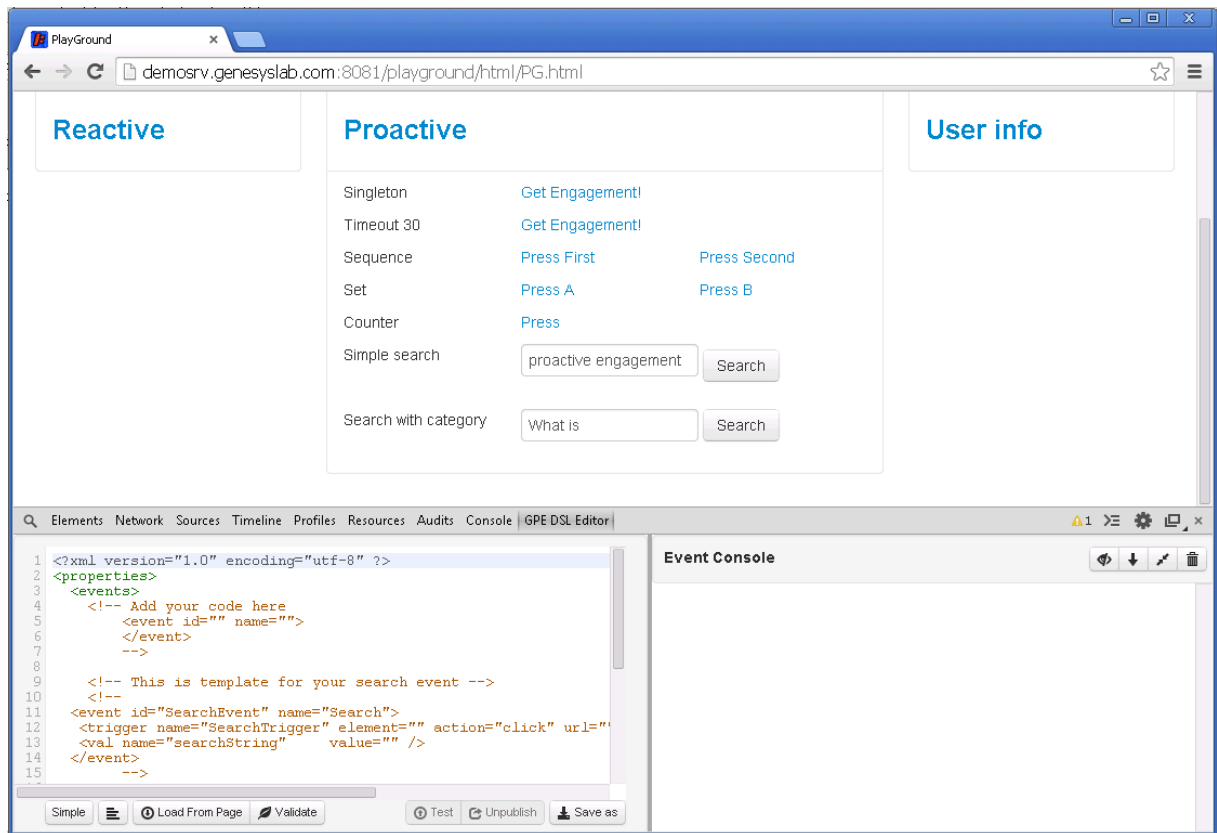 PlayGround
demosrv.genesyslab.com:8081/playground/html/PG.html
Reactive
Proactive
User info
Singleton Get Engagement!
Timeout 30 Get Engagement!
Sequence Press First Press Second
Set Press A Press B
Counter Press
Simple search proactive engagement Search
Search with category What is Search
Elements Network Sources Timeline Profiles Resources Audits Console GPE DSL Editor 1
1 <?xml version="1.0" encoding="utf-8" ?>
2 <properties>
3 <events>
4 <!-- Add your code here
5 <event id="" name="">
6 </event>
7 -->
8
9 <!-- This is template for your search event -->
10 <!--
11 <event id="SearchEvent" name="Search">
12 <trigger name="SearchTrigger" element="" action="click" url="'
13 <val name="searchString" value="" />
14 </event>
15 -->
Event Console
Simple Load From Page Validate Test Unpublish Save as